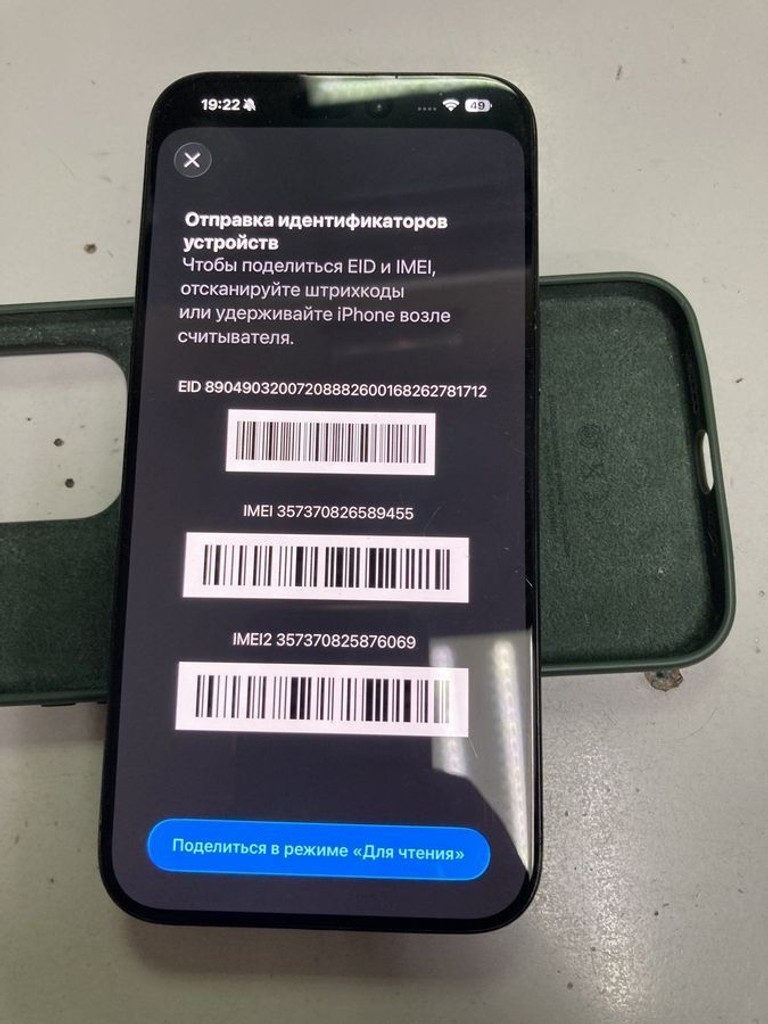 19:22
49
Отправка идентификаторов
устройств
Чтобы поделиться EID и IMEI,
отсканируйте штрихкоды
или удерживайте iPhone возле
считывателя.
EID 89049032007208882600168262781712
IMEI 357370826589455
IMEI2 357370825876069
Поделиться в режиме «Для чтения»